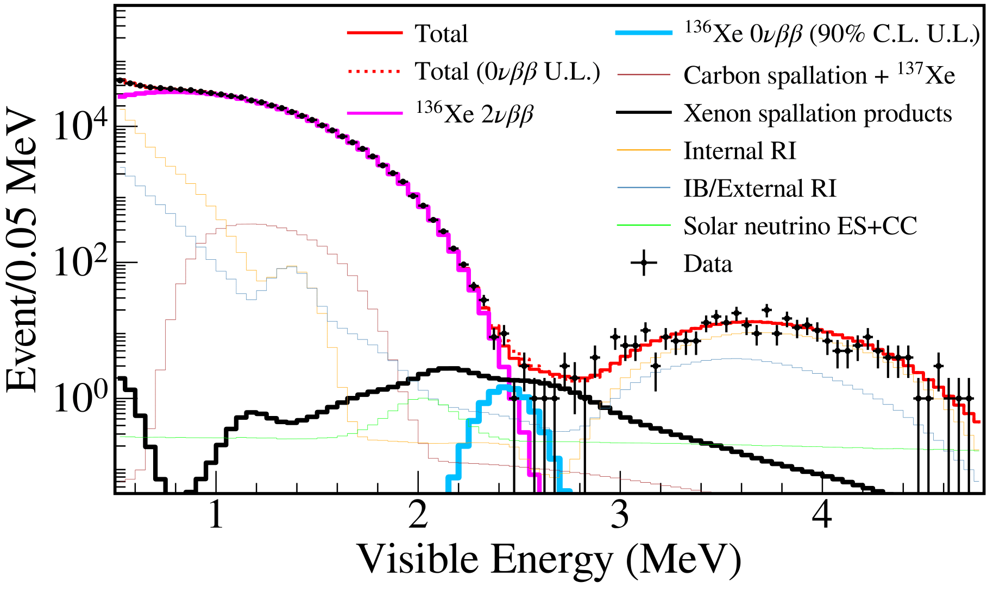 Event/0.05 MeV
10⁴
10²
10⁰
Total
Total (0νββ U.L.)
¹³⁶Xe 2νββ
¹³⁶Xe 0νββ (90% C.L. U.L.)
Carbon spallation + ¹³⁷Xe
Xenon spallation products
Internal RI
IB/External RI
Solar neutrino ES+CC
Data
1 2 3 4
Visible Energy (MeV)